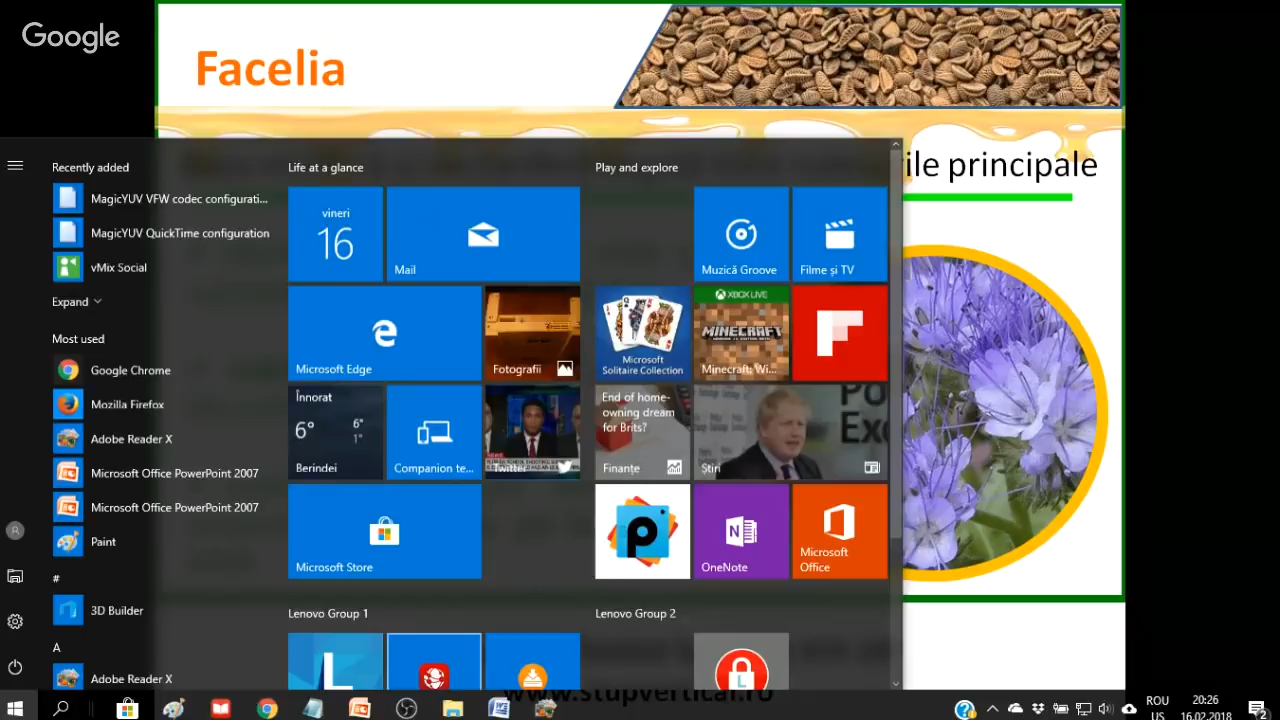 Google
Facelia
ile principale
Recently added
MagicYUV VFW codec configurati...
MagicYUV QuickTime configuration
vMix Social
Expand
Most used
Google Chrome
Mozilla Firefox
Adobe Reader X
Microsoft Office PowerPoint 2007
Microsoft Office PowerPoint 2007
Paint
#
3D Builder
A
Adobe Reader X
Life at a glance
vineri
16
Mail
Microsoft Edge
Fotografii
Înnorat
6°
6°
1°
Berindei
Companion te...
Twitter
Microsoft Store
Play and explore
Muzică Groove
Filme și TV
Microsoft
Solitaire Collection
XBOX LIVE
MINECRAFT
Minecraft: Wi...
End of home-
owning dream
for Brits?
Finanțe
Știri
OneNote
Microsoft
Office
Lenovo Group 1
Lenovo Group 2
L
www.stupvertical.ro
ROU
US
20:26
16.02.2018
2